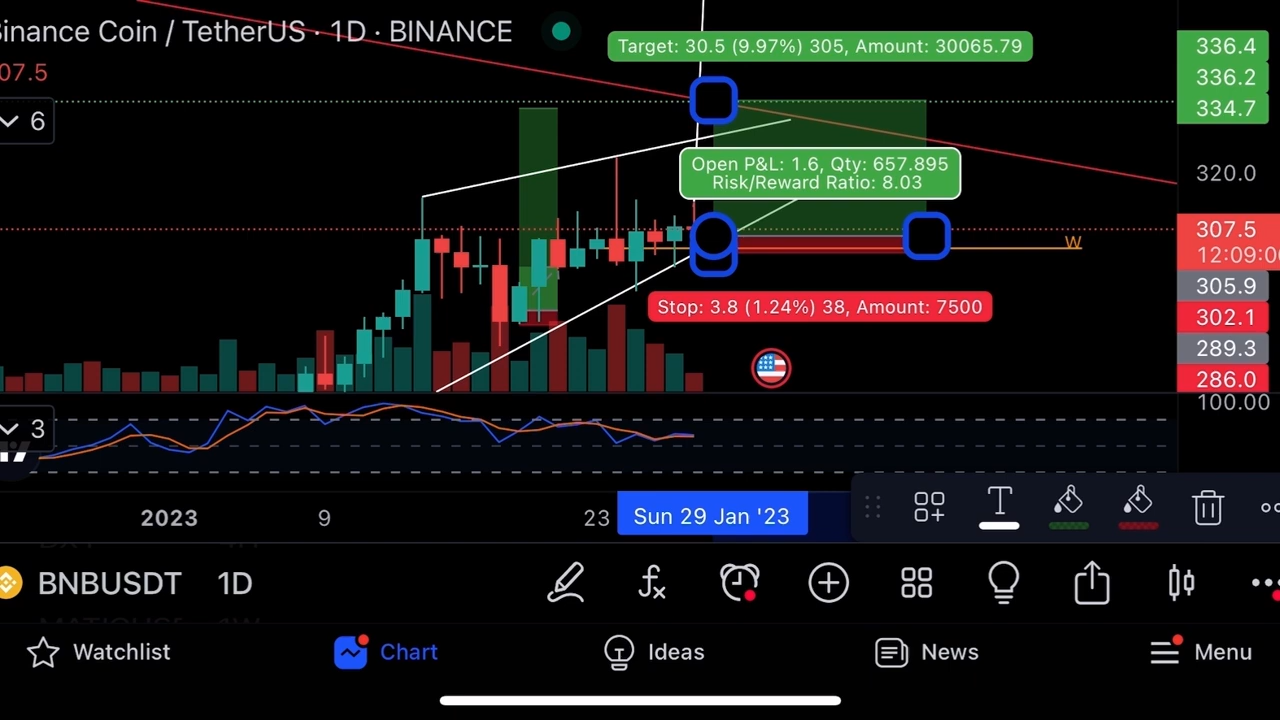 inance Coin / TetherUS · 1D · BINANCE
07.5
6
Target: 30.5 (9.97%) 305, Amount: 30065.79
Open P&L: 1.6, Qty: 657.895
Risk/Reward Ratio: 8.03
W
Stop: 3.8 (1.24%) 38, Amount: 7500
336.4
336.2
334.7
320.0
307.5
12:09:0
305.9
302.1
289.3
286.0
100.00
3
2023
9
23
Sun 29 Jan '23
T
BNBUSDT 1D
Watchlist
Chart
Ideas
News
Menu